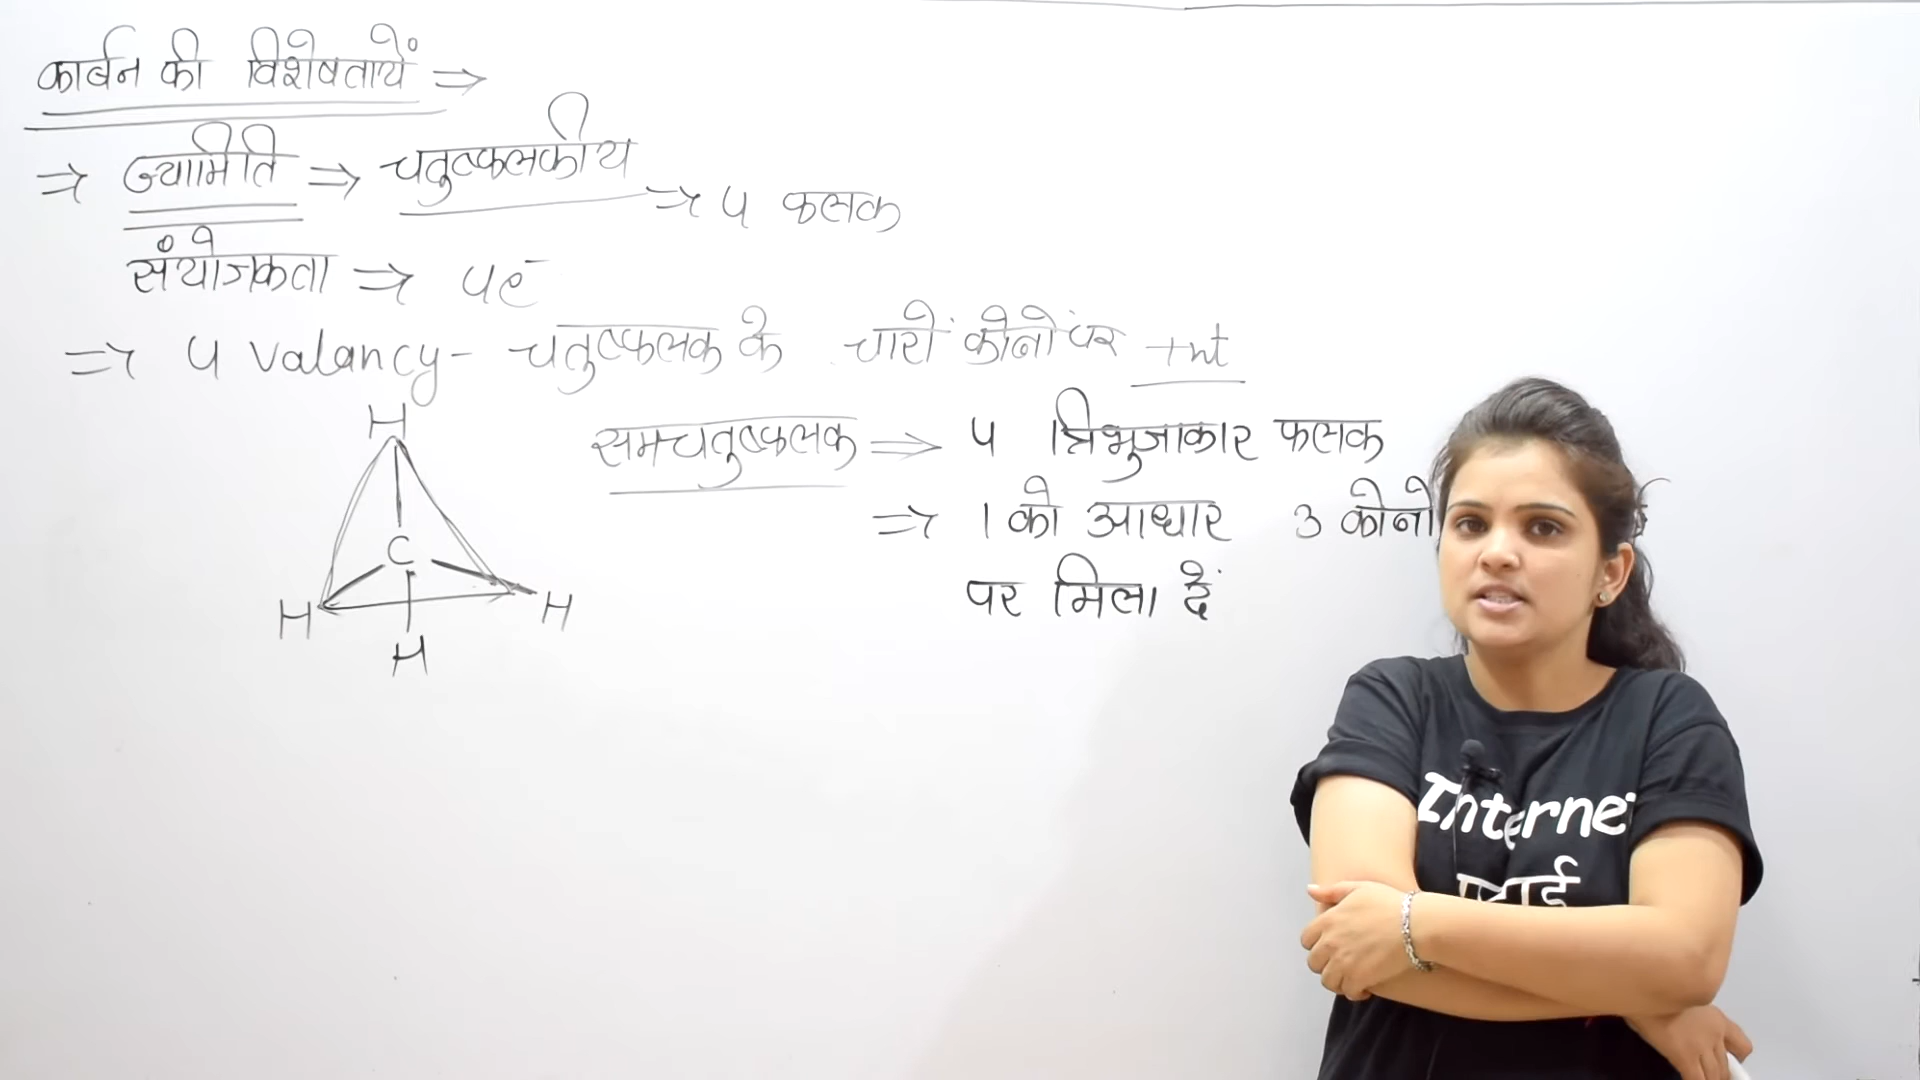 कार्बन की विशेषतायें ⇒
⇒ ज्यामिति ⇒ चतुष्फलकीय ⇒ 4 फलक
संयोजकता ⇒ 4e⁻
⇒ 4 Valancy - चतुष्फलक के चारों कोनों पर
समचतुष्फलक ⇒ 4 त्रिभुजाकार फलक
⇒ 1 को आधार 3 कोनो
पर मिला दें
H
C
H H
H
Interne